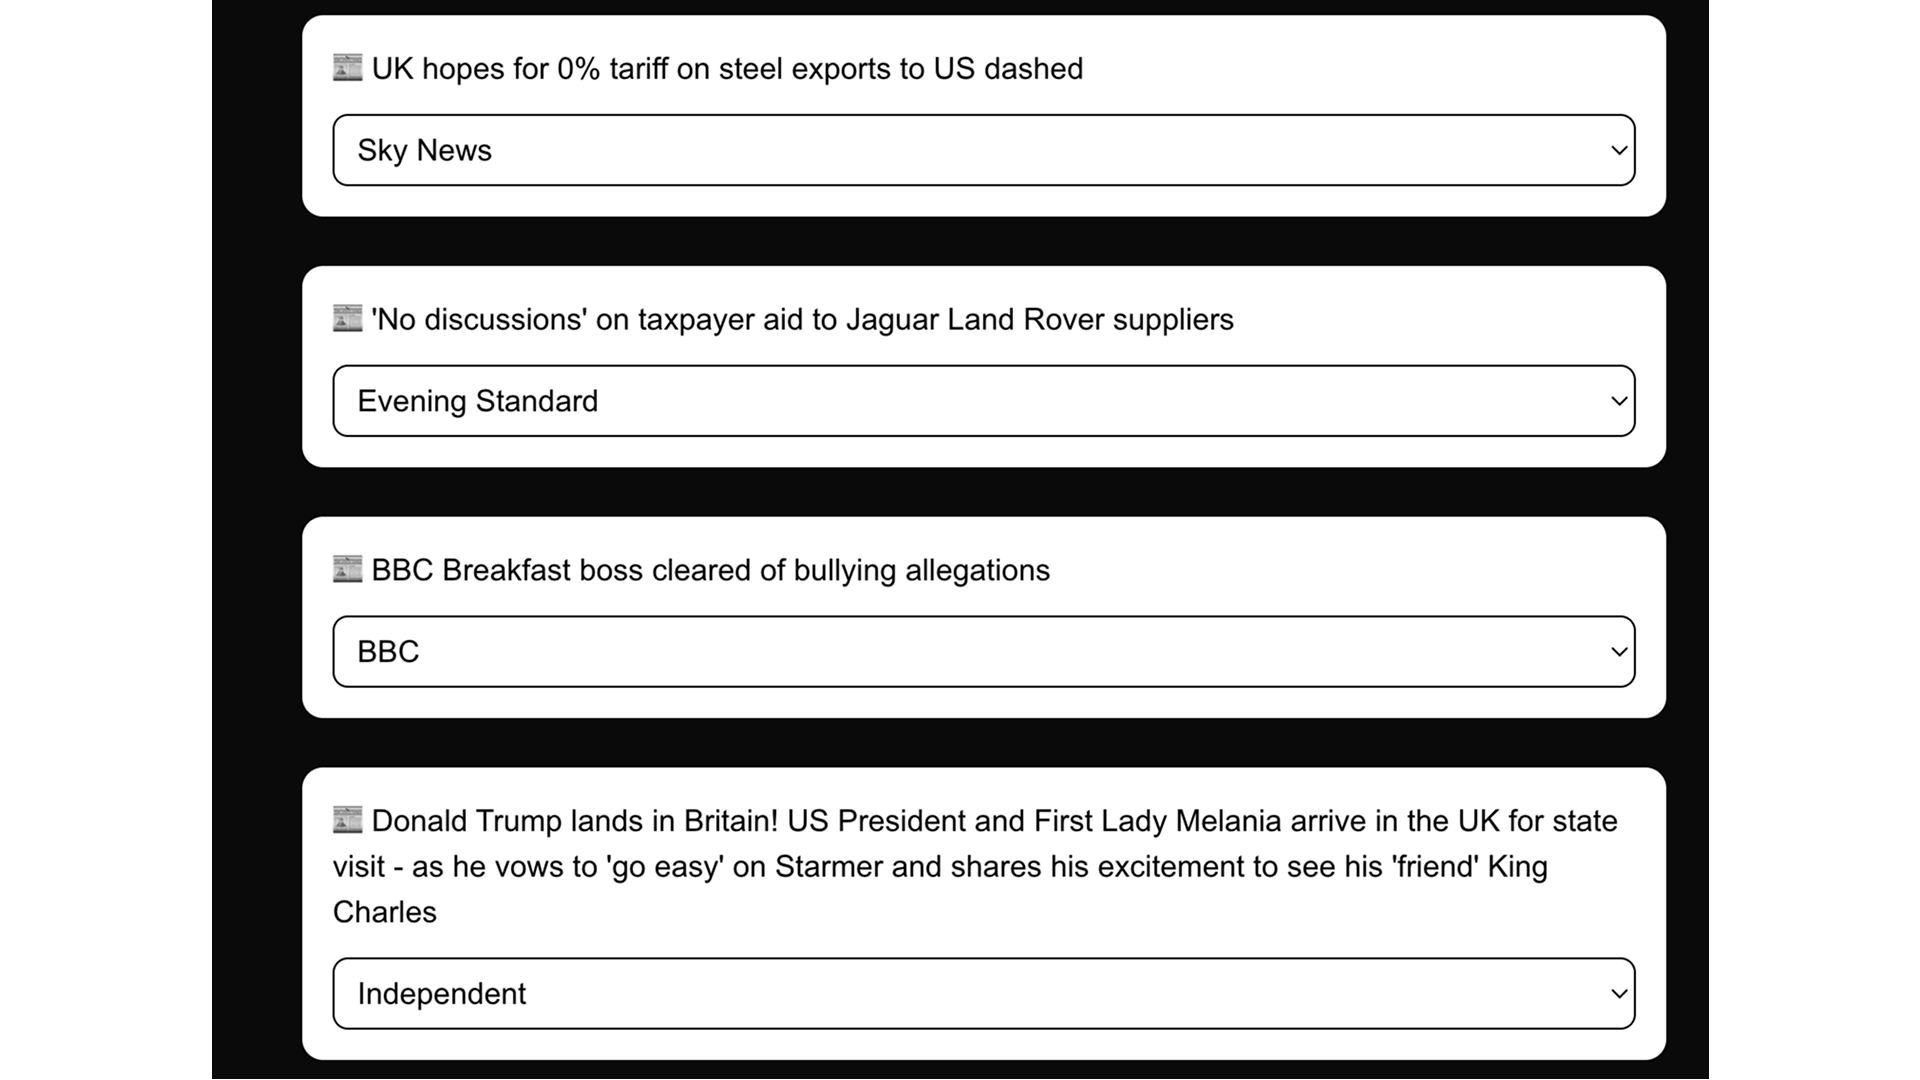 UK hopes for 0% tariff on steel exports to US dashed
Sky News
'No discussions' on taxpayer aid to Jaguar Land Rover suppliers
Evening Standard
BBC Breakfast boss cleared of bullying allegations
BBC
Donald Trump lands in Britain! US President and First Lady Melania arrive in the UK for state
visit - as he vows to 'go easy' on Starmer and shares his excitement to see his 'friend' King
Charles
Independent